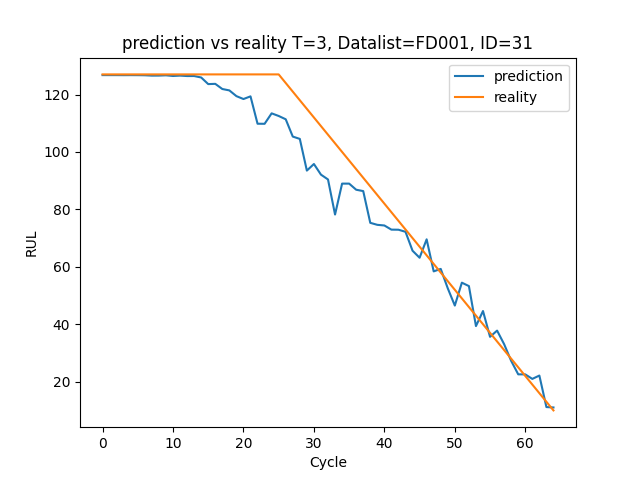 prediction vs reality T=3, Datalist=FD001, ID=31
prediction
reality
RUL
120
100
80
60
40
20
0 10 20 30 40 50 60
Cycle